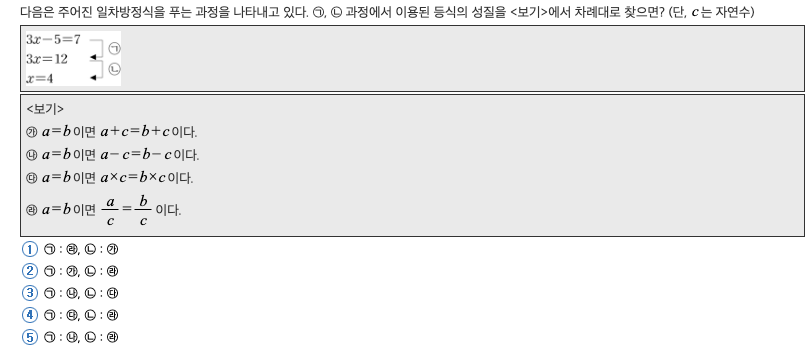 다음은 주어진 일차방정식을 푸는 과정을 나타내고 있다. ㉠, ㉡ 과정에서 이용된 등식의 성질을 <보기>에서 차례대로 찾으면? (단, c는 자연수)
3x-5=7
㉠
3x=12
㉡
x=4
<보기>
㉮ a=b이면 a+c=b+c이다.
㉯ a=b이면 a-c=b-c이다.
㉰ a=b이면 a×c=b×c이다.
㉱ a=b이면 a/c=b/c이다.
① ㉠ : ㉱, ㉡ : ㉮
② ㉠ : ㉮, ㉡ : ㉱
③ ㉠ : ㉯, ㉡ : ㉰
④ ㉠ : ㉰, ㉡ : ㉱
⑤ ㉠ : ㉯, ㉡ : ㉱